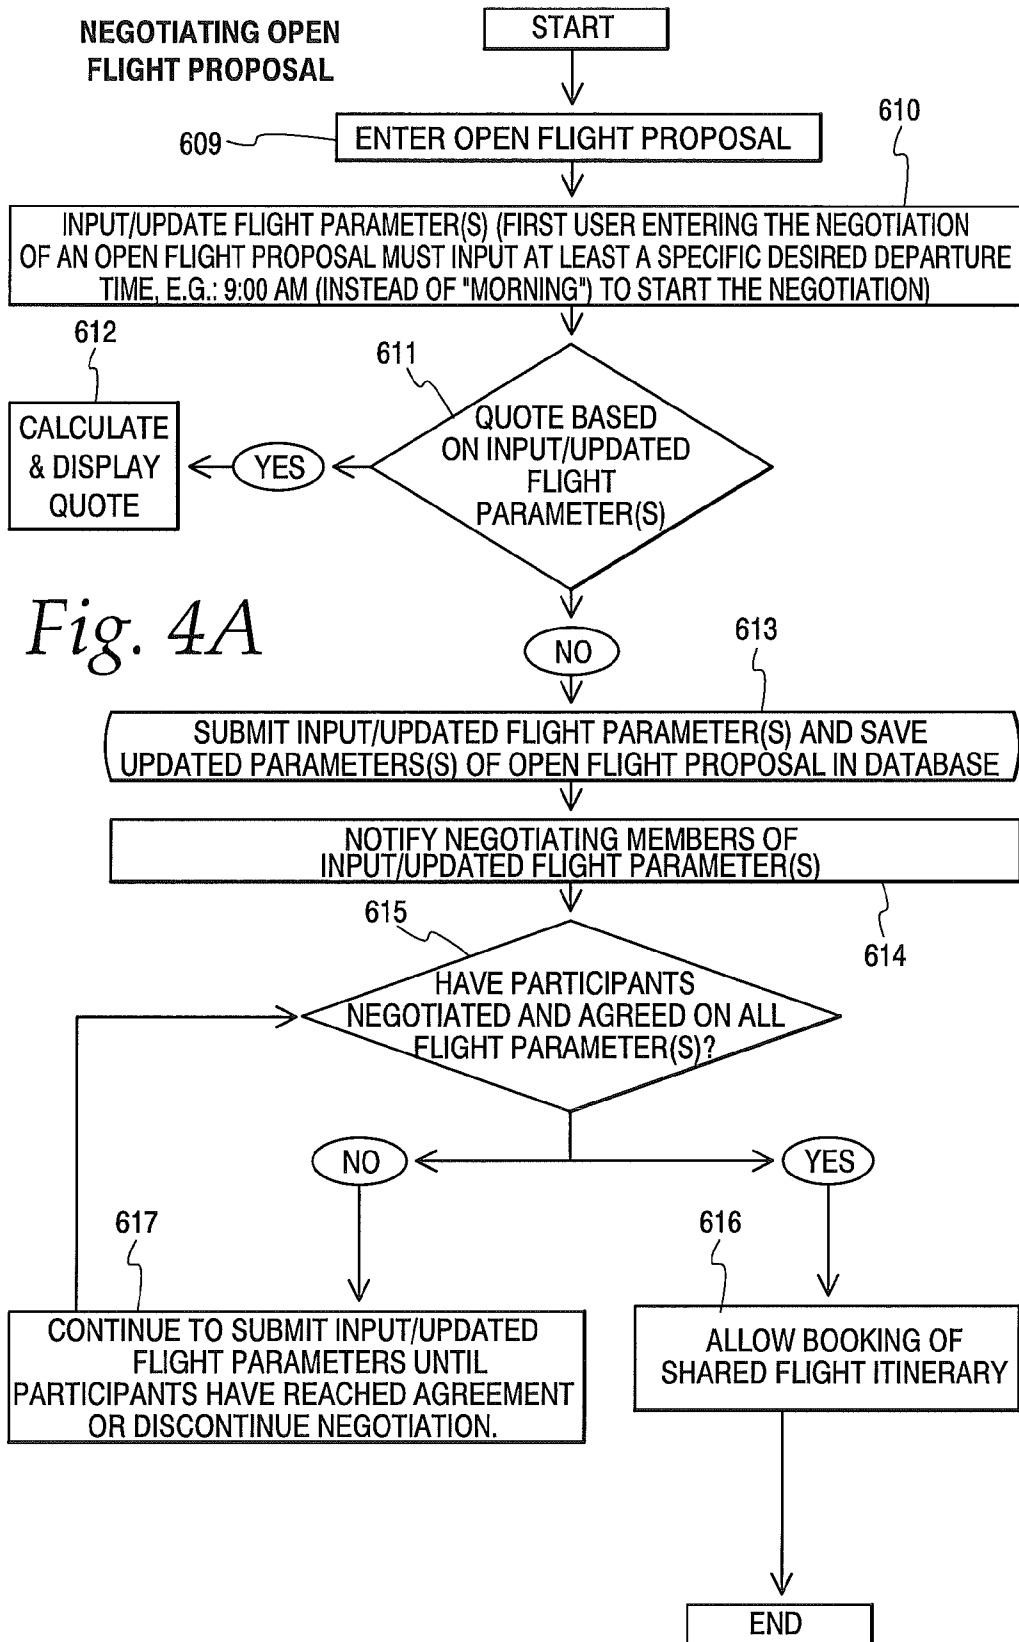 NEGOTIATING OPEN
FLIGHT PROPOSAL
START
609
ENTER OPEN FLIGHT PROPOSAL
610
INPUT/UPDATE FLIGHT PARAMETER(S) (FIRST USER ENTERING THE NEGOTIATION
OF AN OPEN FLIGHT PROPOSAL MUST INPUT AT LEAST A SPECIFIC DESIRED DEPARTURE
TIME, E.G.: 9:00 AM (INSTEAD OF "MORNING") TO START THE NEGOTIATION)
612
611
CALCULATE
& DISPLAY
QUOTE
YES
QUOTE BASED
ON INPUT/UPDATED
FLIGHT
PARAMETER(S)
Fig. 4A
NO
613
SUBMIT INPUT/UPDATED FLIGHT PARAMETER(S) AND SAVE
UPDATED PARAMETERS(S) OF OPEN FLIGHT PROPOSAL IN DATABASE
NOTIFY NEGOTIATING MEMBERS OF
INPUT/UPDATED FLIGHT PARAMETER(S)
615
614
HAVE PARTICIPANTS
NEGOTIATED AND AGREED ON ALL
FLIGHT PARAMETER(S)?
NO
YES
617
616
CONTINUE TO SUBMIT INPUT/UPDATED
FLIGHT PARAMETERS UNTIL
PARTICIPANTS HAVE REACHED AGREEMENT
OR DISCONTINUE NEGOTIATION.
ALLOW BOOKING OF
SHARED FLIGHT ITINERARY
END